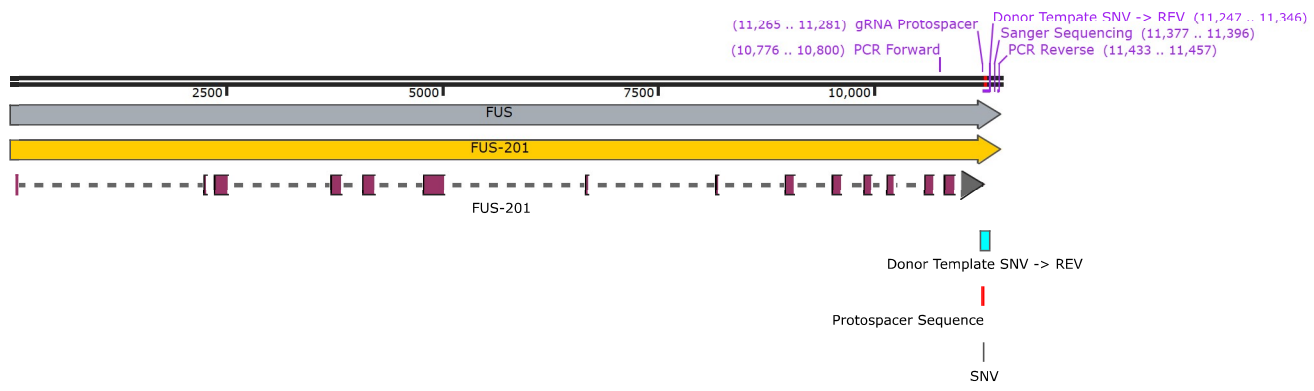 Donor Tempate SNV -> REV (11,247 .. 11,346)
(11,265 .. 11,281) gRNA Protospacer
Sanger Sequencing (11,377 .. 11,396)
(10,776 .. 10,800) PCR Forward
PCR Reverse (11,433 .. 11,457)
2500
5000
7500
10,000
FUS
FUS-201
FUS-201
Donor Template SNV -> REV
Protospacer Sequence
SNV